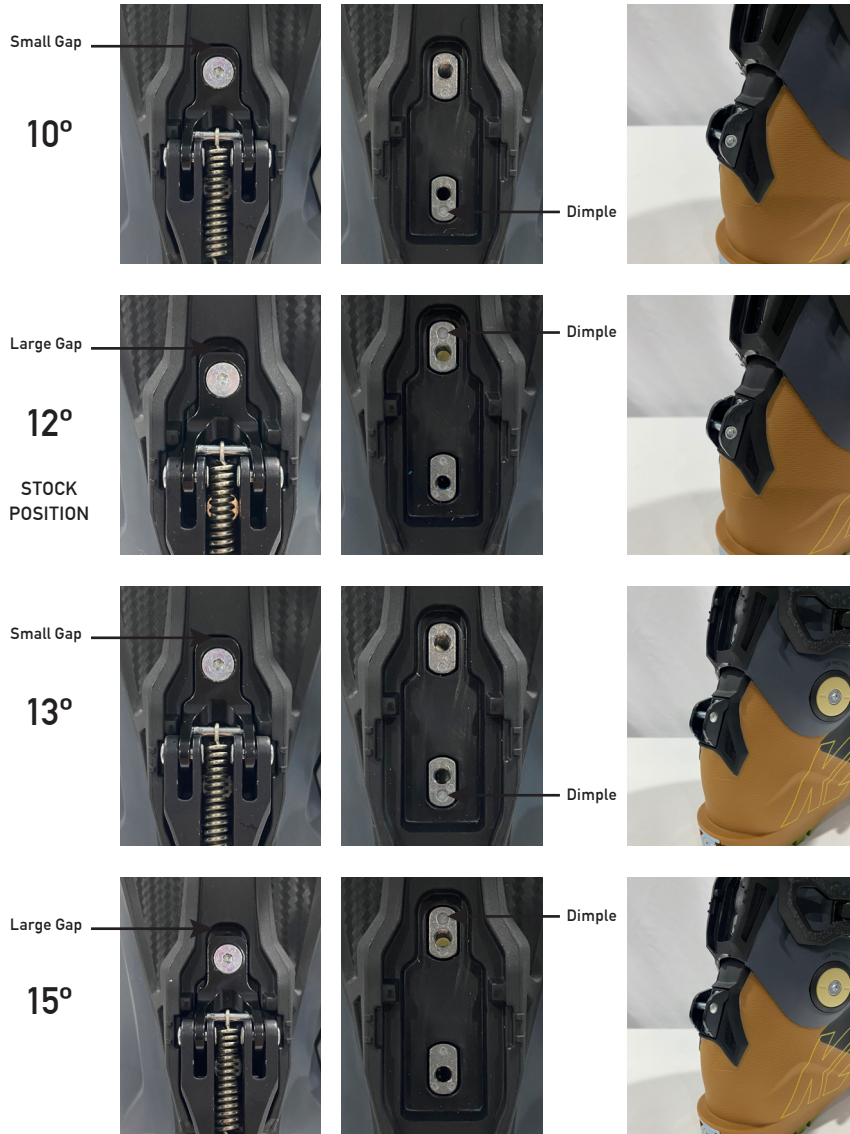 Small Gap
10º
Dimple
Large Gap
Dimple
12º
STOCK
POSITION
Small Gap
13º
Dimple
Large Gap
Dimple
15º